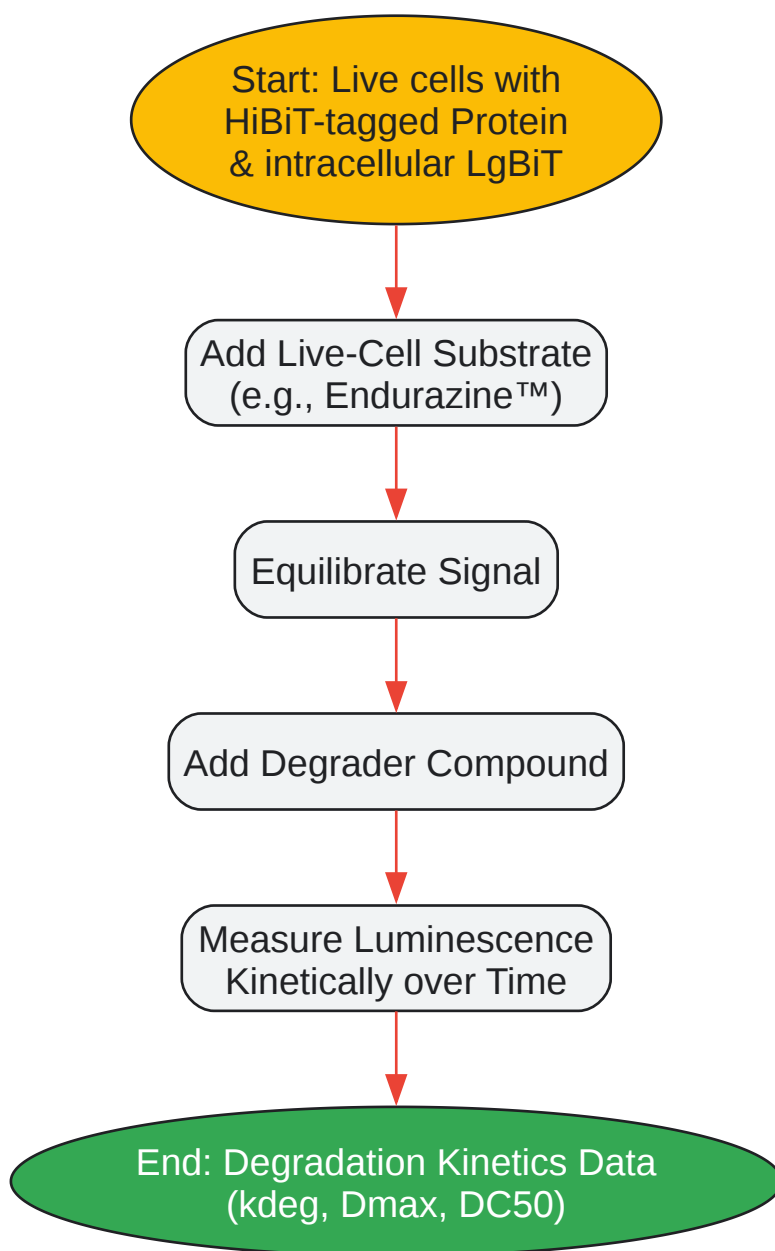 Start: Live cells with
HiBiT-tagged Protein
& intracellular LgBiT
Add Live-Cell Substrate
(e.g., Endurazine™)
Equilibrate Signal
Add Degrader Compound
Measure Luminescence
Kinetically over Time
End: Degradation Kinetics Data
(kdeg, Dmax, DC50)